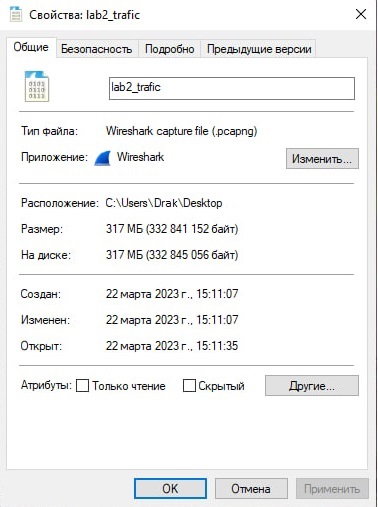 Свойства: lab2_trafic
Общие Безопасность Подробно Предыдущие версии
0101
0110
0111
lab2_trafic
Тип файла: Wireshark capture file (.pcapng)
Приложение: Wireshark Изменить...
Расположение: C:\Users\Drak\Desktop
Размер: 317 МБ (332 841 152 байт)
На диске: 317 МБ (332 845 056 байт)
Создан: 22 марта 2023 г., 15:11:07
Изменен: 22 марта 2023 г., 15:11:07
Открыт: 22 марта 2023 г., 15:11:35
Атрибуты: Только чтение Скрытый Другие...
OK Отмена Применить